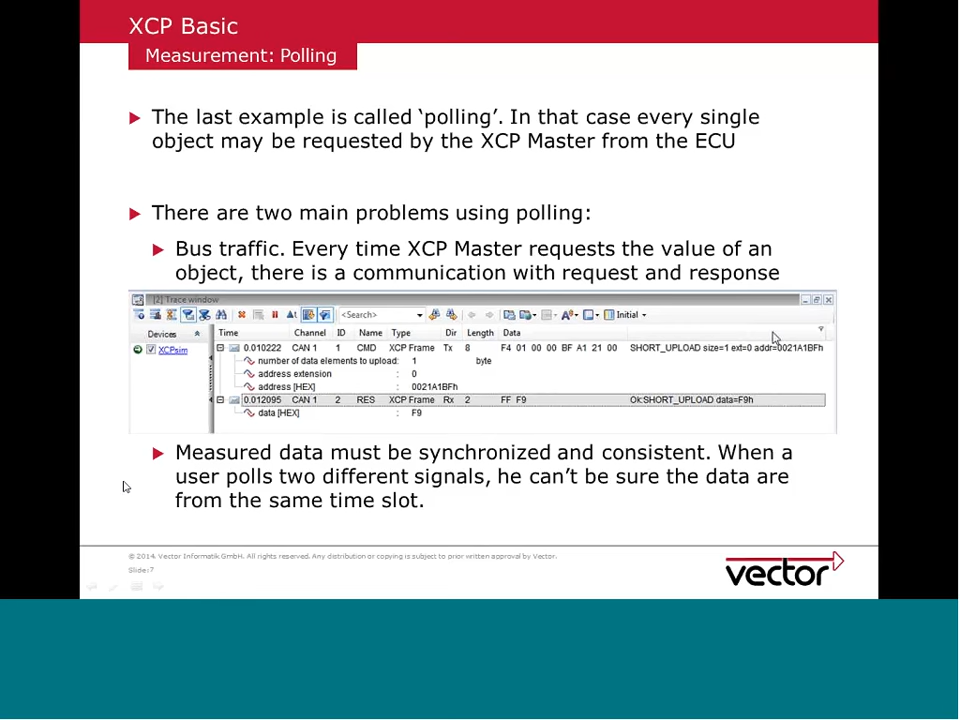 XCP Basic
Measurement: Polling
The last example is called ‘polling’. In that case every single
object may be requested by the XCP Master from the ECU
There are two main problems using polling:
Bus traffic. Every time XCP Master requests the value of an
object, there is a communication with request and response
[2] Trace window
<Search> Initial
Devices Time Channel ID Name Type Dir Length Data
XCPsim 0.010222 CAN 1 1 CMD XCP Frame Tx 8 F4 01 00 00 BF A1 21 00 SHORT_UPLOAD size=1 ext=0 addr=0021A1BFh
number of data elements to upload: 1 byte
address extension : 0
address [HEX] : 0021A1BFh
0.012095 CAN 1 2 RES XCP Frame Rx 2 FF F9 Ok:SHORT_UPLOAD data=F9h
data [HEX] : F9
Measured data must be synchronized and consistent. When a
user polls two different signals, he can’t be sure the data are
from the same time slot.
© 2014. Vector Informatik GmbH. All rights reserved. Any distribution or copying is subject to prior written approval by Vector.
Slide:7
vector